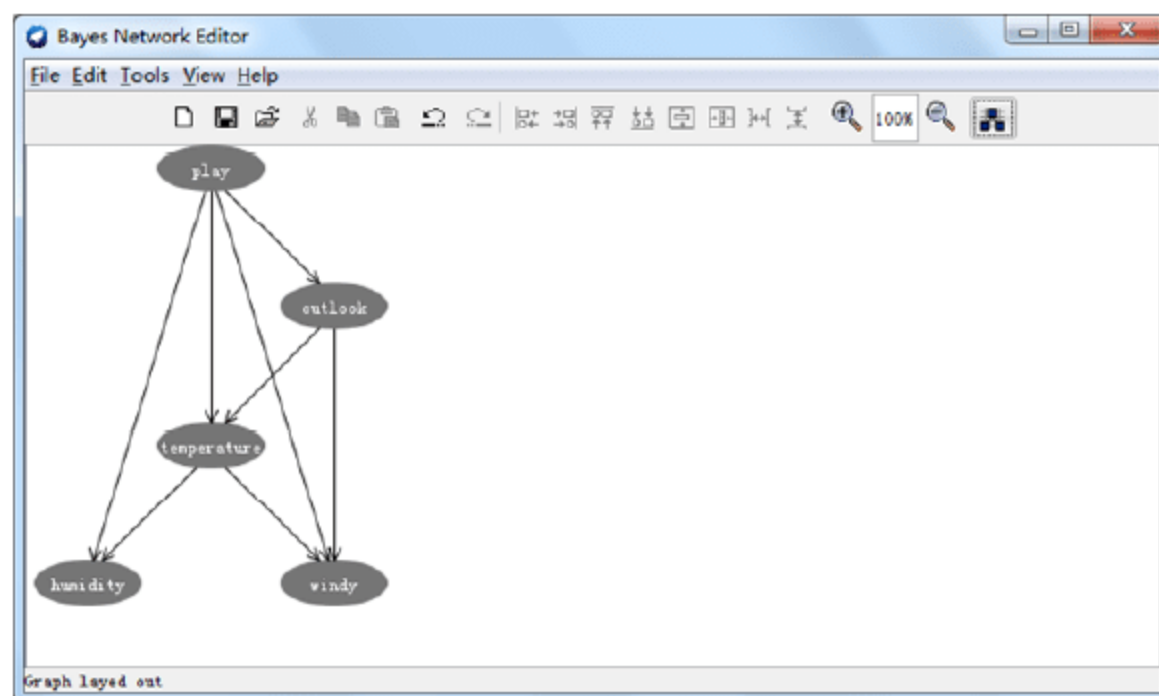 Bayes Network Editor
File Edit Tools View Help
100%
play
outlook
temperature
humidity
windy
Graph layed out